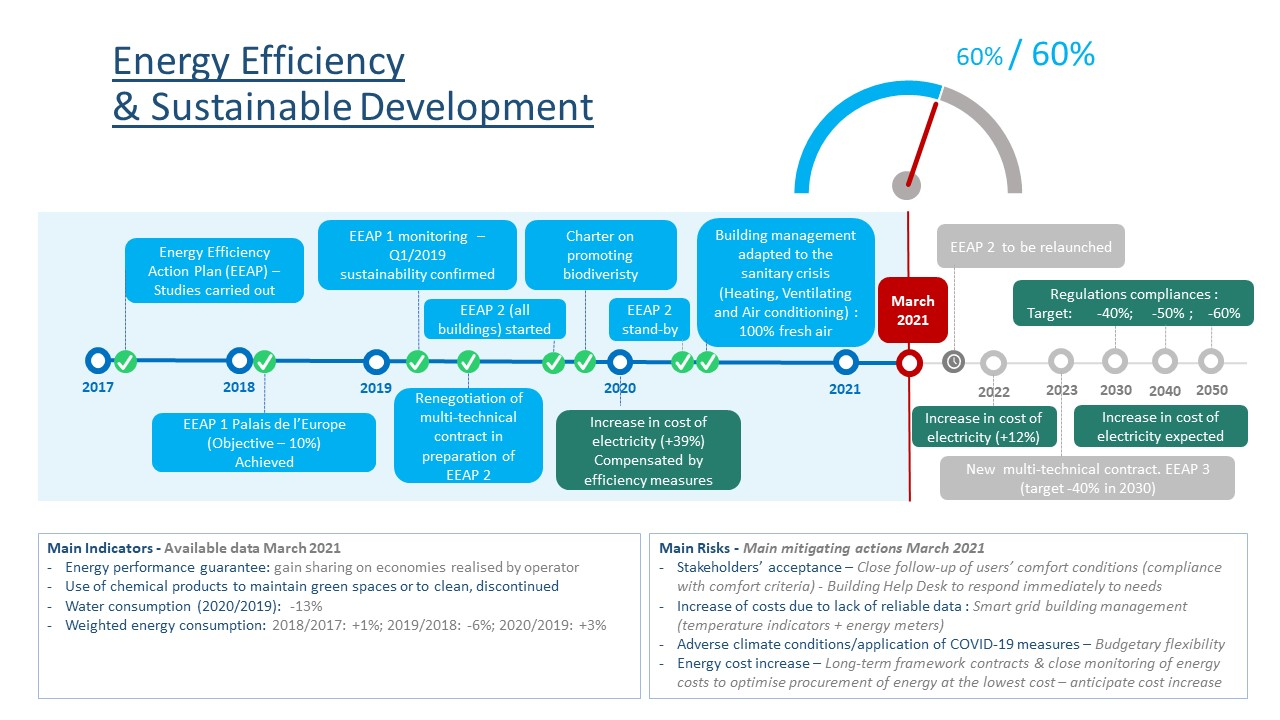 Energy Efficiency
& Sustainable Development
60% / 60%
Energy Efficiency
Action Plan (EEAP) –
Studies carried out
EEAP 1 monitoring –
Q1/2019
sustainability confirmed
Charter on
promoting
biodiveristy
Building management
adapted to the
sanitary crisis
(Heating, Ventilating
and Air conditioning) :
100% fresh air
EEAP 2 (all
buildings) started
EEAP 2
stand-by
March
2021
EEAP 2 to be relaunched
Regulations compliances :
Target: -40%; -50% ; -60%
2017
2018
2019
2020
2021
2022
2023
2030
2040
2050
EEAP 1 Palais de l’Europe
(Objective – 10%)
Achieved
Renegotiation of
multi-technical
contract in
preparation of
EEAP 2
Increase in cost of
electricity (+39%)
Compensated by
efficiency measures
Increase in cost of
electricity (+12%)
Increase in cost of
electricity expected
New multi-technical contract. EEAP 3
(target -40% in 2030)
Main Indicators - Available data March 2021
- Energy performance guarantee: gain sharing on economies realised by operator
- Use of chemical products to maintain green spaces or to clean, discontinued
- Water consumption (2020/2019): -13%
- Weighted energy consumption: 2018/2017: +1%; 2019/2018: -6%; 2020/2019: +3%
Main Risks - Main mitigating actions March 2021
- Stakeholders’ acceptance – Close follow-up of users’ comfort conditions (compliance
with comfort criteria) - Building Help Desk to respond immediately to needs
- Increase of costs due to lack of reliable data : Smart grid building management
(temperature indicators + energy meters)
- Adverse climate conditions/application of COVID-19 measures – Budgetary flexibility
- Energy cost increase – Long-term framework contracts & close monitoring of energy
costs to optimise procurement of energy at the lowest cost – anticipate cost increase